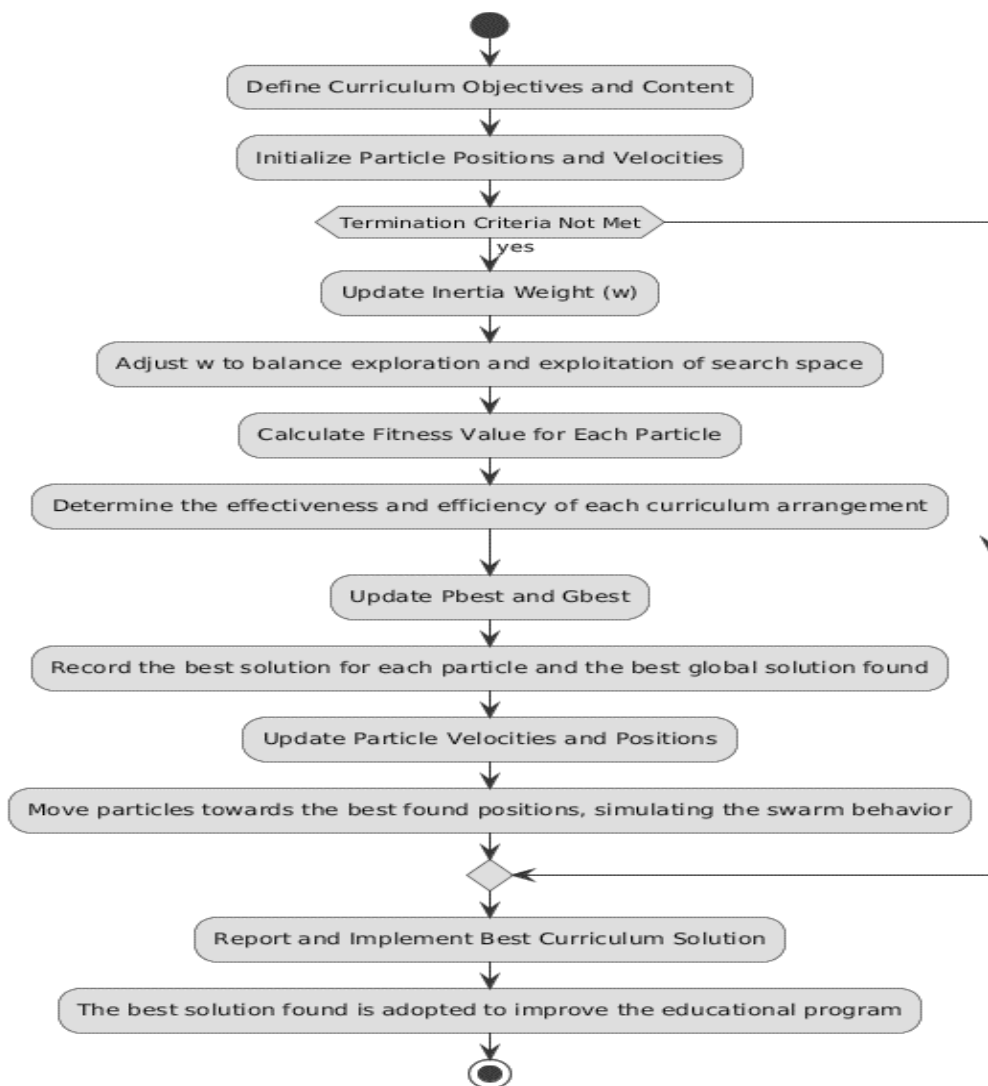 Define Curriculum Objectives and Content
Initialize Particle Positions and Velocities
Termination Criteria Not Met
yes
Update Inertia Weight (w)
Adjust w to balance exploration and exploitation of search space
Calculate Fitness Value for Each Particle
Determine the effectiveness and efficiency of each curriculum arrangement
Update Pbest and Gbest
Record the best solution for each particle and the best global solution found
Update Particle Velocities and Positions
Move particles towards the best found positions, simulating the swarm behavior
Report and Implement Best Curriculum Solution
The best solution found is adopted to improve the educational program